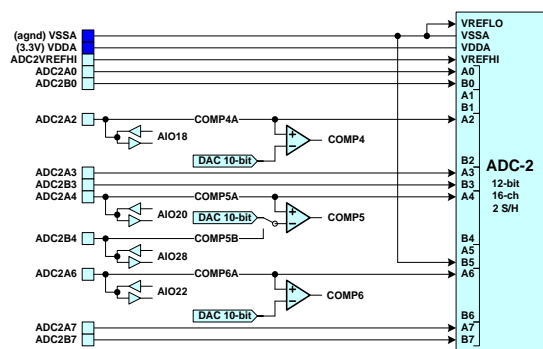 (agnd) VSSA VREFLO
VSSA
(3.3V) VDDA VDDA
ADC2VREFHI VREFHI
ADC2A0 A0
ADC2B0 B0
A1
B1
ADC2A2 COMP4A A2
AIO18 COMP4
DAC 10-bit B2
ADC2A3 A3
ADC2B3 B3
ADC2A4 COMP5A A4
AIO20 DAC 10-bit COMP5
ADC2B4 COMP5B B4
A5
AIO28 B5
ADC2A6 COMP6A A6
AIO22 COMP6
DAC 10-bit B6
ADC2A7 A7
ADC2B7 B7
ADC-2
12-bit
16-ch
2 S/H